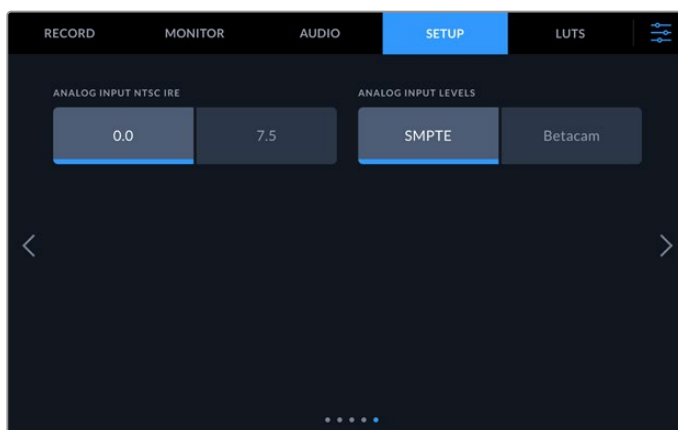 RECORD MONITOR AUDIO SETUP LUTS
ANALOG INPUT NTSC IRE ANALOG INPUT LEVELS
0.0 7.5 SMPTE Betacam